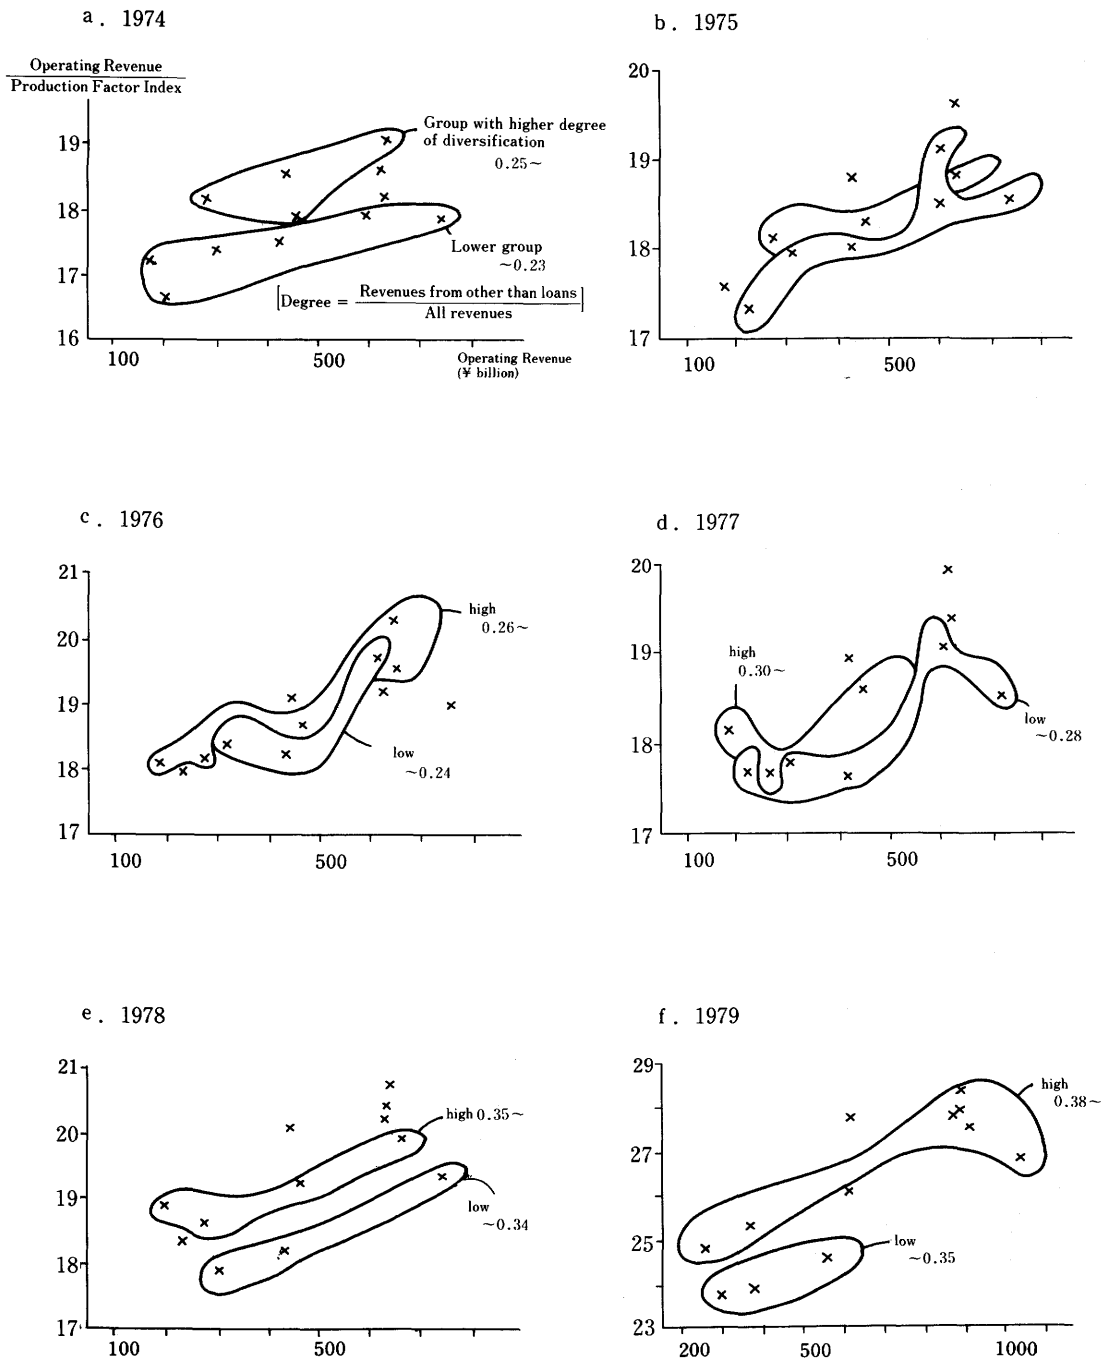 a. 1974
Operating Revenue
Production Factor Index
19
18
17
16
100
500
Operating Revenue
(¥ billion)
Group with higher degree
of diversification
0.25~
Lower group
~0.23
[Degree = Revenues from other than loans]
All revenues
b. 1975
20
19
18
17
100
500
c. 1976
21
20
19
18
17
100
500
high
0.26~
low
~0.24
d. 1977
20
19
18
17
100
500
high
0.30~
low
~0.28
e. 1978
21
20
19
18
17
100
500
high 0.35~
low
~0.34
f. 1979
29
27
25
23
200
500
1000
high
0.38~
low
~0.35